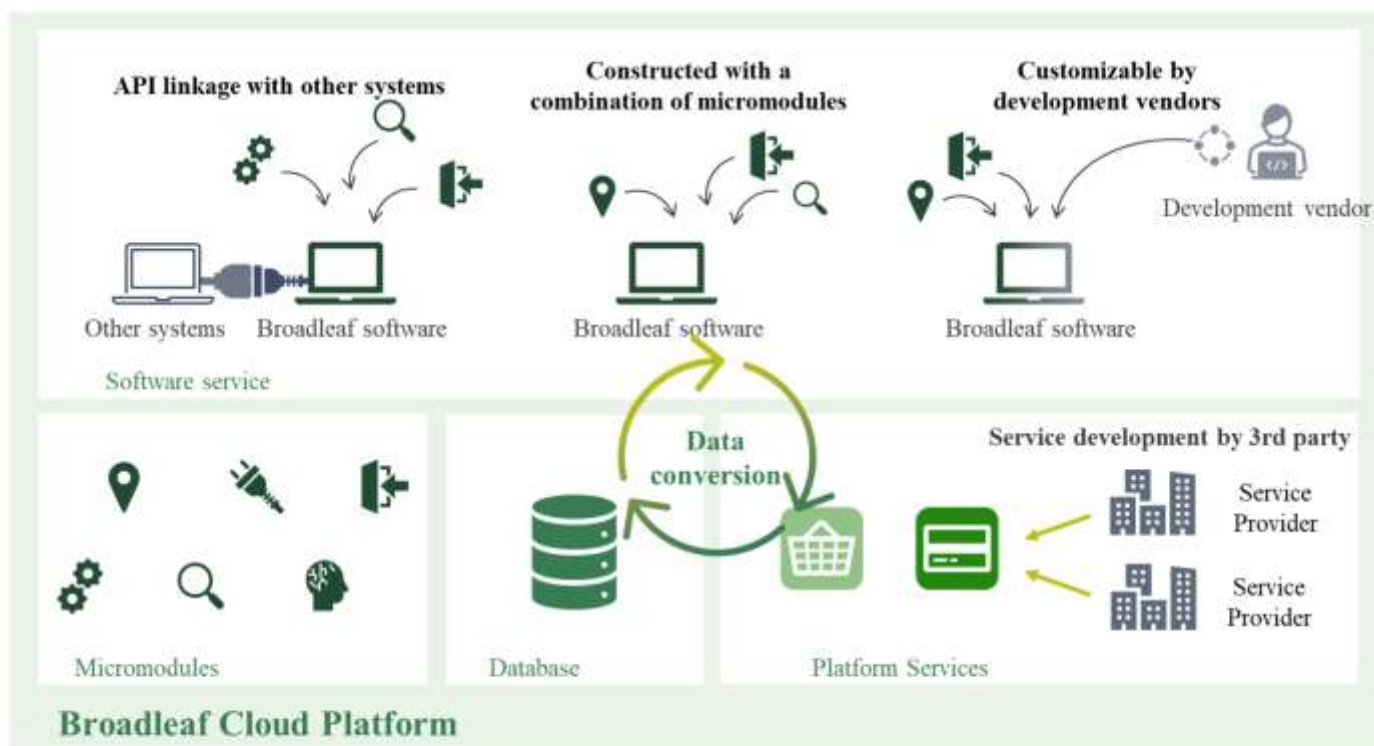 API linkage with other systems
Constructed with a
combination of micromodules
Customizable by
development vendors
Development vendor
Other systems
Broadleaf software
Broadleaf software
Broadleaf software
Software service
Data
conversion
Service development by 3rd party
Service
Provider
Service
Provider
Micromodules
Database
Platform Services
Broadleaf Cloud Platform